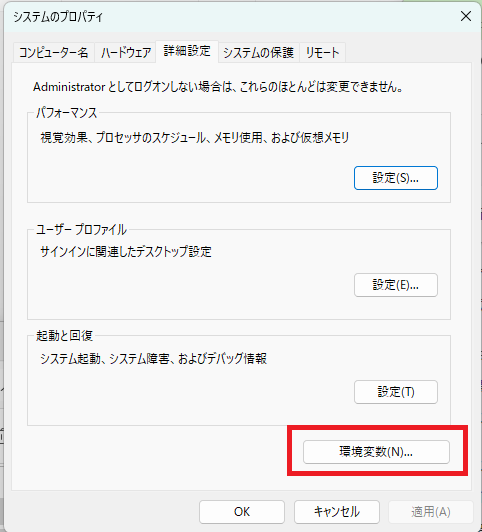 システムのプロパティ
コンピューター名 ハードウェア 詳細設定 システムの保護 リモート
Administrator としてログオンしない場合は、これらのほとんどは変更できません。
パフォーマンス
視覚効果、プロセッサのスケジュール、メモリ使用、および仮想メモリ
設定(S)...
ユーザー プロファイル
サインインに関連したデスクトップ設定
設定(E)...
起動と回復
システム起動、システム障害、およびデバッグ情報
設定(T)
環境変数(N)...
OK キャンセル 適用(A)